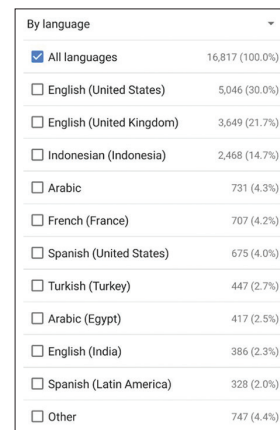 By language
All languages 16,817 (100.0%)
English (United States) 5,046 (30.0%)
English (United Kingdom) 3,649 (21.7%)
Indonesian (Indonesia) 2,468 (14.7%)
Arabic 731 (4.3%)
French (France) 707 (4.2%)
Spanish (United States) 675 (4.0%)
Turkish (Turkey) 447 (2.7%)
Arabic (Egypt) 417 (2.5%)
English (India) 386 (2.3%)
Spanish (Latin America) 328 (2.0%)
Other 747 (4.4%)